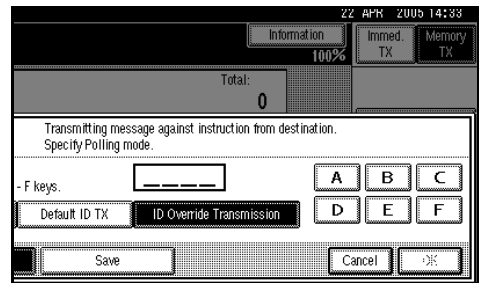 22 APR 2005 14:33
Information
100%
Immed. TX
Memory TX
Total:
0
Transmitting message against instruction from destination.
Specify Polling mode.
- F keys.
A B C
Default ID TX
ID Override Transmission
D E F
Save
Cancel
OK